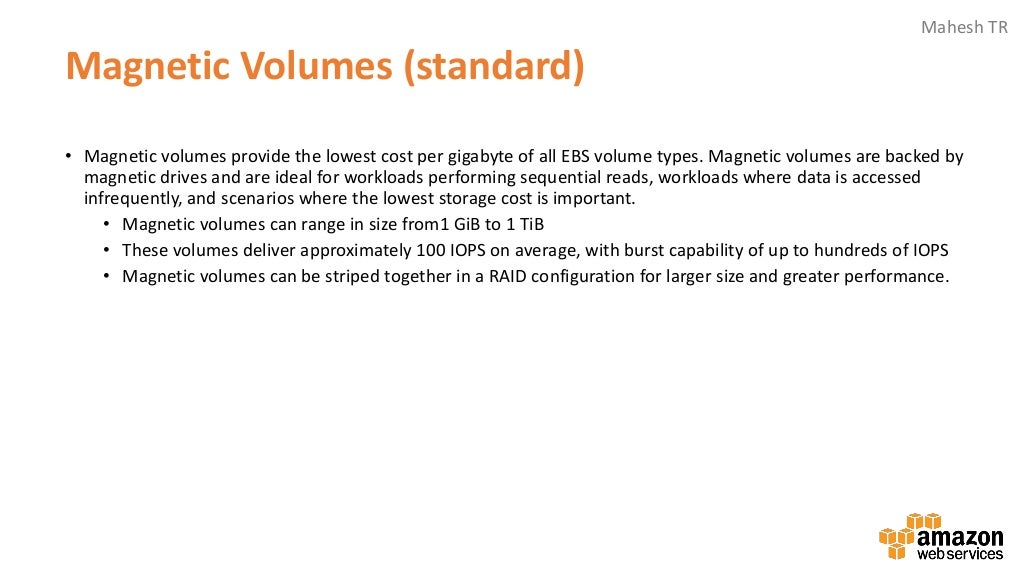 Mahesh TR
Magnetic Volumes (standard)
• Magnetic volumes provide the lowest cost per gigabyte of all EBS volume types. Magnetic volumes are backed by
magnetic drives and are ideal for workloads performing sequential reads, workloads where data is accessed
infrequently, and scenarios where the lowest storage cost is important.
• Magnetic volumes can range in size from1 GiB to 1 TiB
• These volumes deliver approximately 100 IOPS on average, with burst capability of up to hundreds of IOPS
• Magnetic volumes can be striped together in a RAID configuration for larger size and greater performance.
amazon
webservices